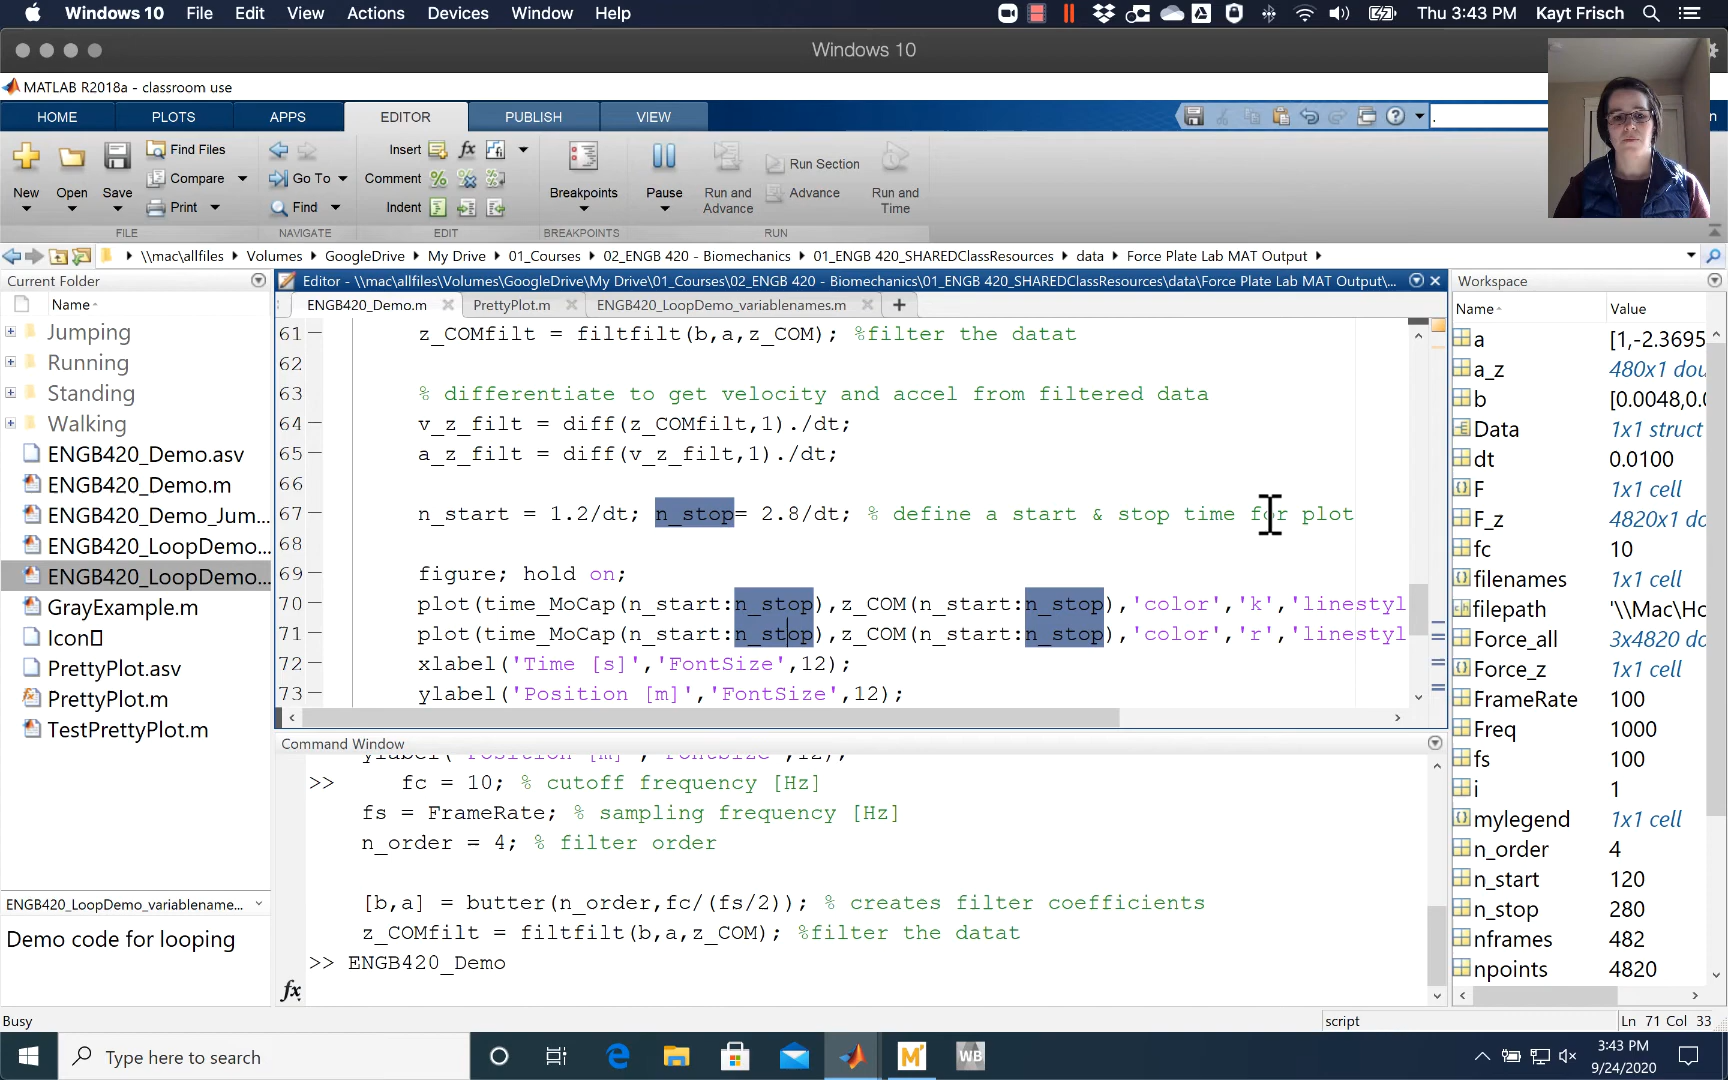 Windows 10 File Edit View Actions Devices Window Help Thu 3:43 PM Kayt Frisch
Windows 10
MATLAB R2018a - classroom use
HOME PLOTS APPS EDITOR PUBLISH VIEW
New Open Save Find Files Compare Print
Go To Find
Insert fx
Comment
Indent
Breakpoints Pause Run and Advance Run Section Advance Run and Time
FILE NAVIGATE EDIT BREAKPOINTS RUN
\\mac\allfiles Volumes GoogleDrive My Drive 01_Courses 02_ENGB 420 - Biomechanics 01_ENGB 420_SHAREDClassResources data Force Plate Lab MAT Output
Current Folder
Name
Jumping
Running
Standing
Walking
ENGB420_Demo.asv
ENGB420_Demo.m
ENGB420_Demo_Jum...
ENGB420_LoopDemo...
ENGB420_LoopDemo...
GrayExample.m
Icon
PrettyPlot.asv
PrettyPlot.m
TestPrettyPlot.m
ENGB420_LoopDemo_variablename...
Demo code for looping
Editor - \\mac\allfiles\Volumes\GoogleDrive\My Drive\01_Courses\02_ENGB 420 - Biomechanics\01_ENGB 420_SHAREDClassResources\data\Force Plate Lab MAT Output\...
ENGB420_Demo.m PrettyPlot.m ENGB420_LoopDemo_variablenames.m
61 z_COMfilt = filtfilt(b,a,z_COM); %filter the datat
62
63 % differentiate to get velocity and accel from filtered data
64 v_z_filt = diff(z_COMfilt,1)./dt;
65 a_z_filt = diff(v_z_filt,1)./dt;
66
67 n_start = 1.2/dt; n_stop= 2.8/dt; % define a start & stop time for plot
68
69 figure; hold on;
70 plot(time_MoCap(n_start:n_stop),z_COM(n_start:n_stop),'color','k','linestyl
71 plot(time_MoCap(n_start:n_stop),z_COM(n_start:n_stop),'color','r','linestyl
72 xlabel('Time [s]','FontSize',12);
73 ylabel('Position [m]','FontSize',12);
Command Window
ylabel('Position [m]','FontSize',12);
>> fc = 10; % cutoff frequency [Hz]
fs = FrameRate; % sampling frequency [Hz]
n_order = 4; % filter order
[b,a] = butter(n_order,fc/(fs/2)); % creates filter coefficients
z_COMfilt = filtfilt(b,a,z_COM); %filter the datat
>> ENGB420_Demo
fx
Workspace
Name Value
a [1,-2.3695
a_z 480x1 dou
b [0.0048,0.0
Data 1x1 struct
dt 0.0100
F 1x1 cell
F_z 4820x1 do
fc 10
filenames 1x1 cell
filepath '\\Mac\Ho
Force_all 3x4820 do
Force_z 1x1 cell
FrameRate 100
Freq 1000
fs 100
i 1
mylegend 1x1 cell
n_order 4
n_start 120
n_stop 280
nframes 482
npoints 4820
Busy script Ln 71 Col 33
Type here to search WB 3:43 PM
9/24/2020